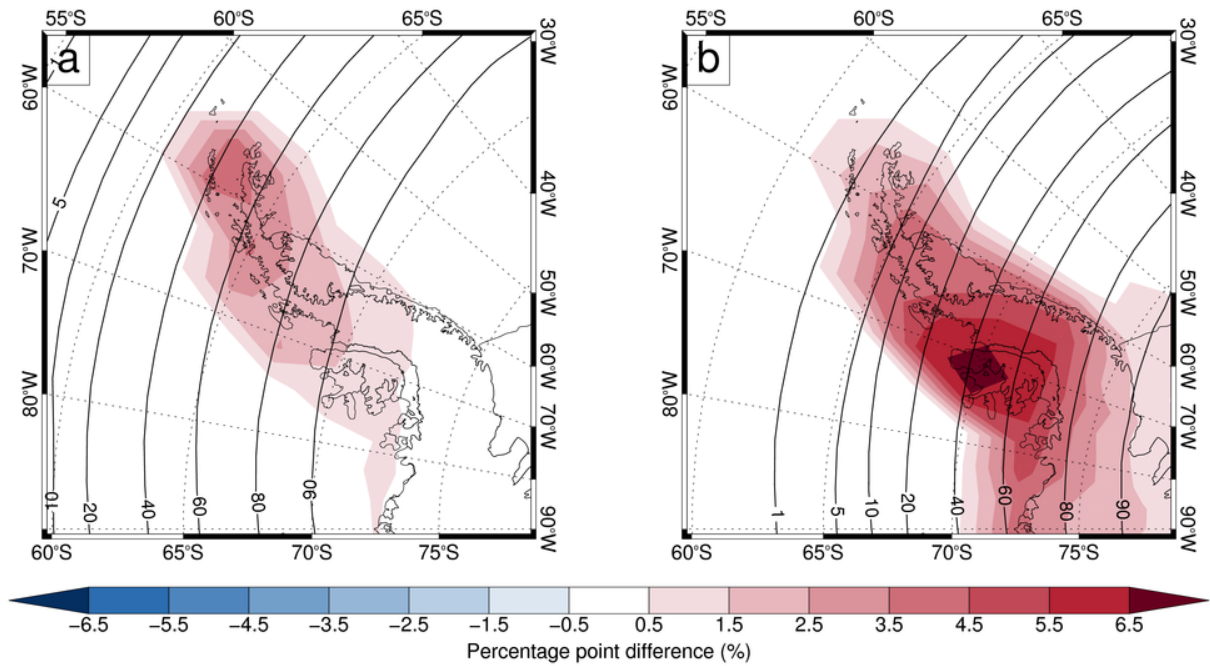 55°S 60°S 65°S
60°S 65°S
a
b
30°W
30°W
60°W
60°W
5
40°W
40°W
70°W
70°W
50°W
50°W
60°W
60°W
80°W
80°W
70°W
70°W
10 20 40 60 80 90
1 5 10 20 40 60 80 90
90°W
90°W
60°S 65°S 70°S 75°S
60°S 65°S 70°S 75°S
−6.5 −5.5 −4.5 −3.5 −2.5 −1.5 −0.5 0.5 1.5 2.5 3.5 4.5 5.5 6.5
Percentage point difference (%)